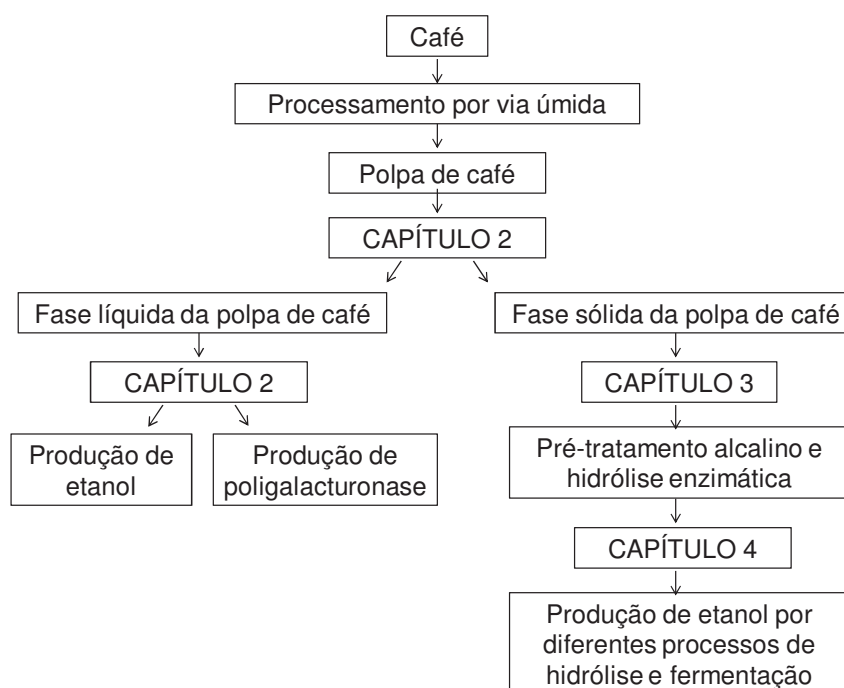 Café
Processamento por via úmida
Polpa de café
CAPÍTULO 2
Fase líquida da polpa de café
Fase sólida da polpa de café
CAPÍTULO 2
CAPÍTULO 3
Produção de
etanol
Produção de
poligalacturonase
Pré-tratamento alcalino e
hidrólise enzimática
CAPÍTULO 4
Produção de etanol por
diferentes processos de
hidrólise e fermentação